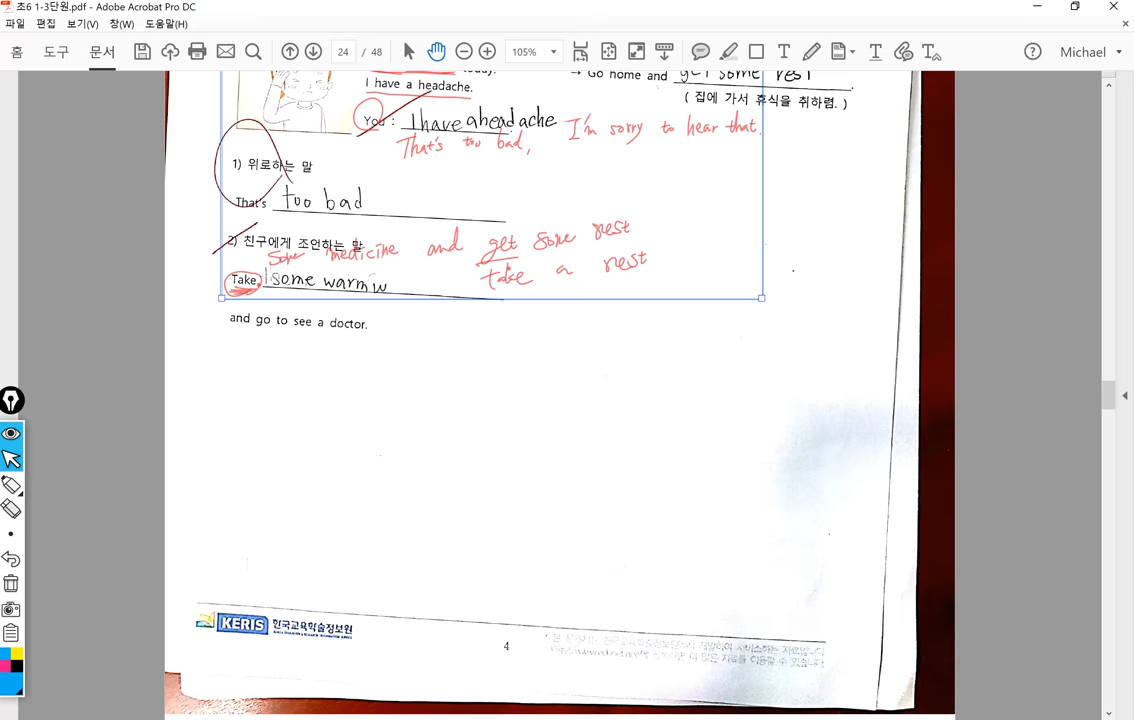 초6 1-3단원.pdf - Adobe Acrobat Pro DC
파일 편집 보기(V) 창(W) 도움말(H)
홈 도구 문서 24 / 48 105% Michael
today.
I have a headache.
→ Go home and get some rest.
( 집에 가서 휴식을 취하렴. )
You : I have a headache
That's too bad, I'm sorry to hear that.
1) 위로하는 말
That's too bad
2) 친구에게 조언하는 말
some medicine and get some rest
take a rest
Take some warm w
and go to see a doctor.
KERIS 한국교육학술정보원
4